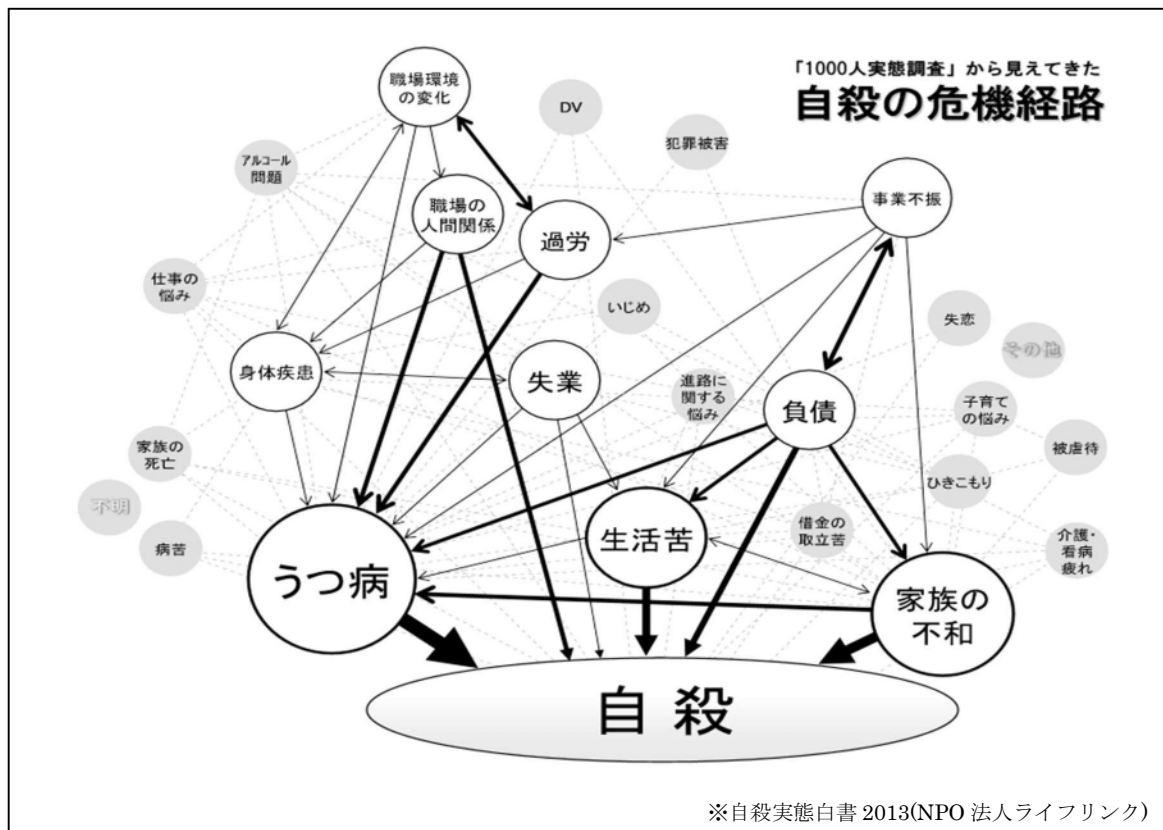 「1000人実態調査」から見えてきた
自殺の危機経路
職場環境
の変化
DV
犯罪被害
アルコール
問題
職場の
人間関係
過労
事業不振
仕事の
悩み
いじめ
失恋
その他
身体疾患
失業
進路に
関する
悩み
負債
子育て
の悩み
家族の
死亡
被虐待
ひきこもり
不明
病苦
うつ病
生活苦
借金の
取立苦
介護・
看病
疲れ
家族の
不和
自殺
※自殺実態白書 2013(NPO 法人ライフリンク)